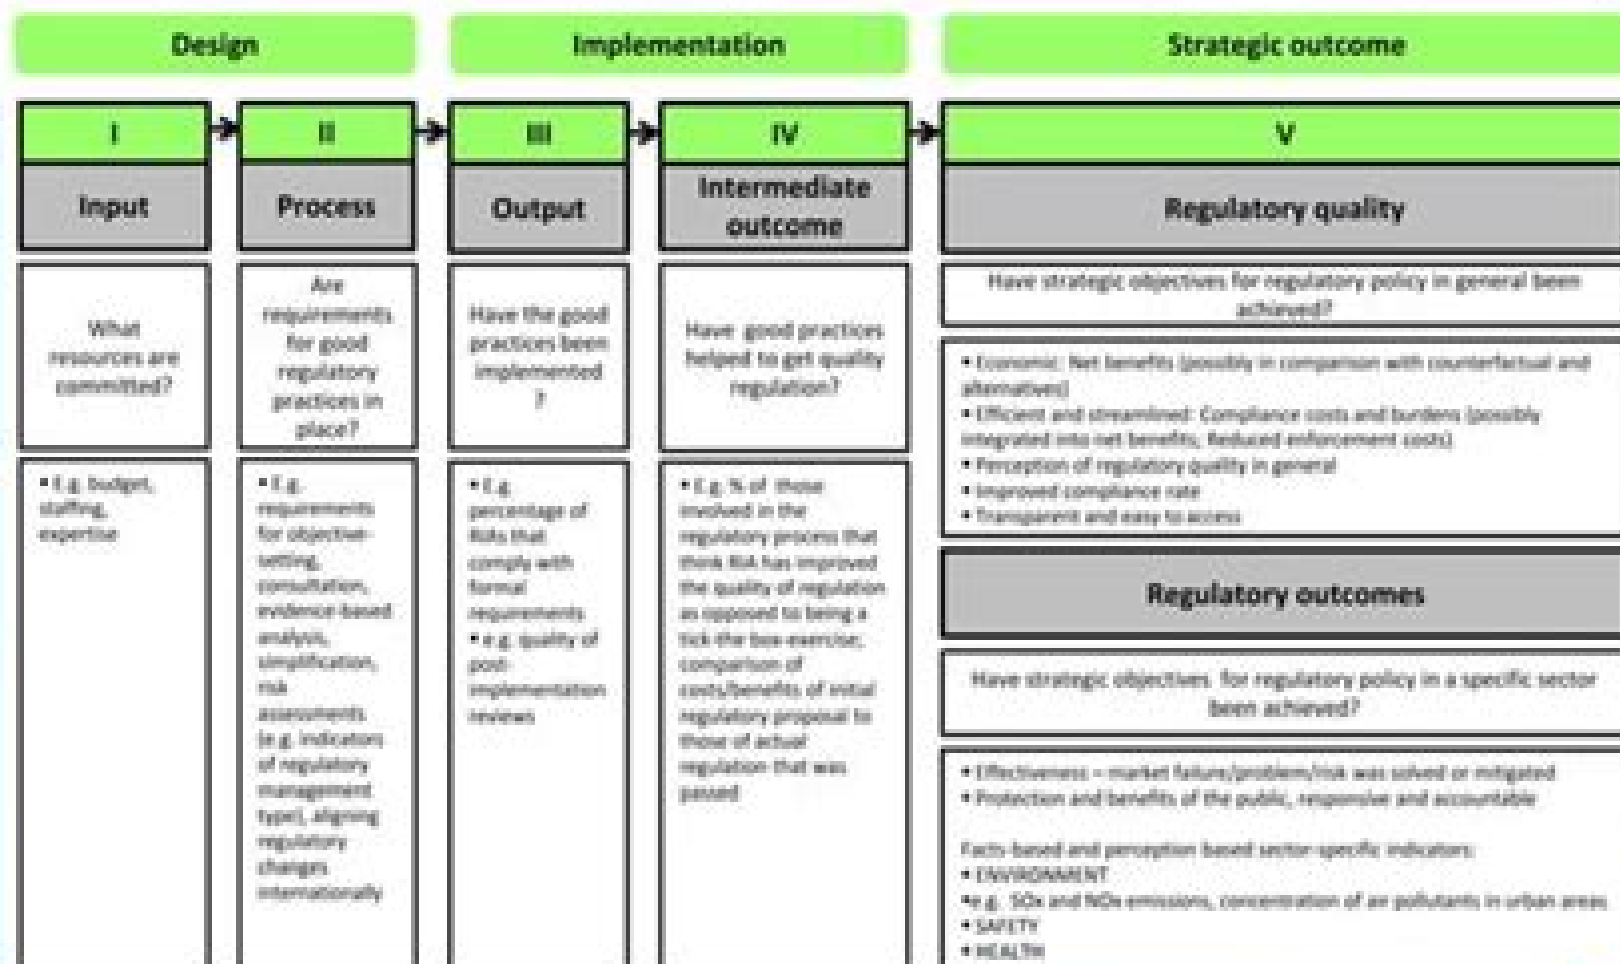 Design
Implementation
Strategic outcome
I
II
III
IV
V
Input
Process
Output
Intermediate
outcome
Regulatory quality
What
resources are
committed?
Are
requirements
for good
regulatory
practices in
place?
Have the good
practices been
implemented
?
Have good practices
helped to get quality
regulation?
Have strategic objectives for regulatory policy in general been
achieved?
▪ E.g. budget,
staffing,
expertise
▪ E.g.
requirements
for objective-
setting,
consultation,
evidence-based
analysis,
simplification,
risk
assessments
(e.g. indicators
of regulatory
management
type), aligning
regulatory
changes
internationally
▪ E.g.
percentage of
RIAs that
comply with
formal
requirements
▪ e.g. quality of
post-
implementation
reviews
▪ E.g. % of those
involved in the
regulatory process that
think RIA has improved
the quality of regulation
as opposed to being a
tick the box exercise;
comparison of
costs/benefits of initial
regulatory proposal to
those of actual
regulation that was
passed
▪ Economic: Net benefits (possibly in comparison with counterfactual and
alternatives)
▪ Efficient and streamlined: Compliance costs and burdens (possibly
integrated into net benefits; Reduced enforcement costs)
▪ Perception of regulatory quality in general
▪ Improved compliance rate
▪ Transparent and easy to access
Regulatory outcomes
Have strategic objectives for regulatory policy in a specific sector
been achieved?
▪ Effectiveness – market failure/problem/risk was solved or mitigated
▪ Protection and benefits of the public, responsive and accountable
Facts-based and perception based sector-specific indicators:
▪ ENVIRONMENT
▪e.g. SOx and NOx emissions, concentration of air pollutants in urban areas
▪ SAFETY
▪ HEALTH